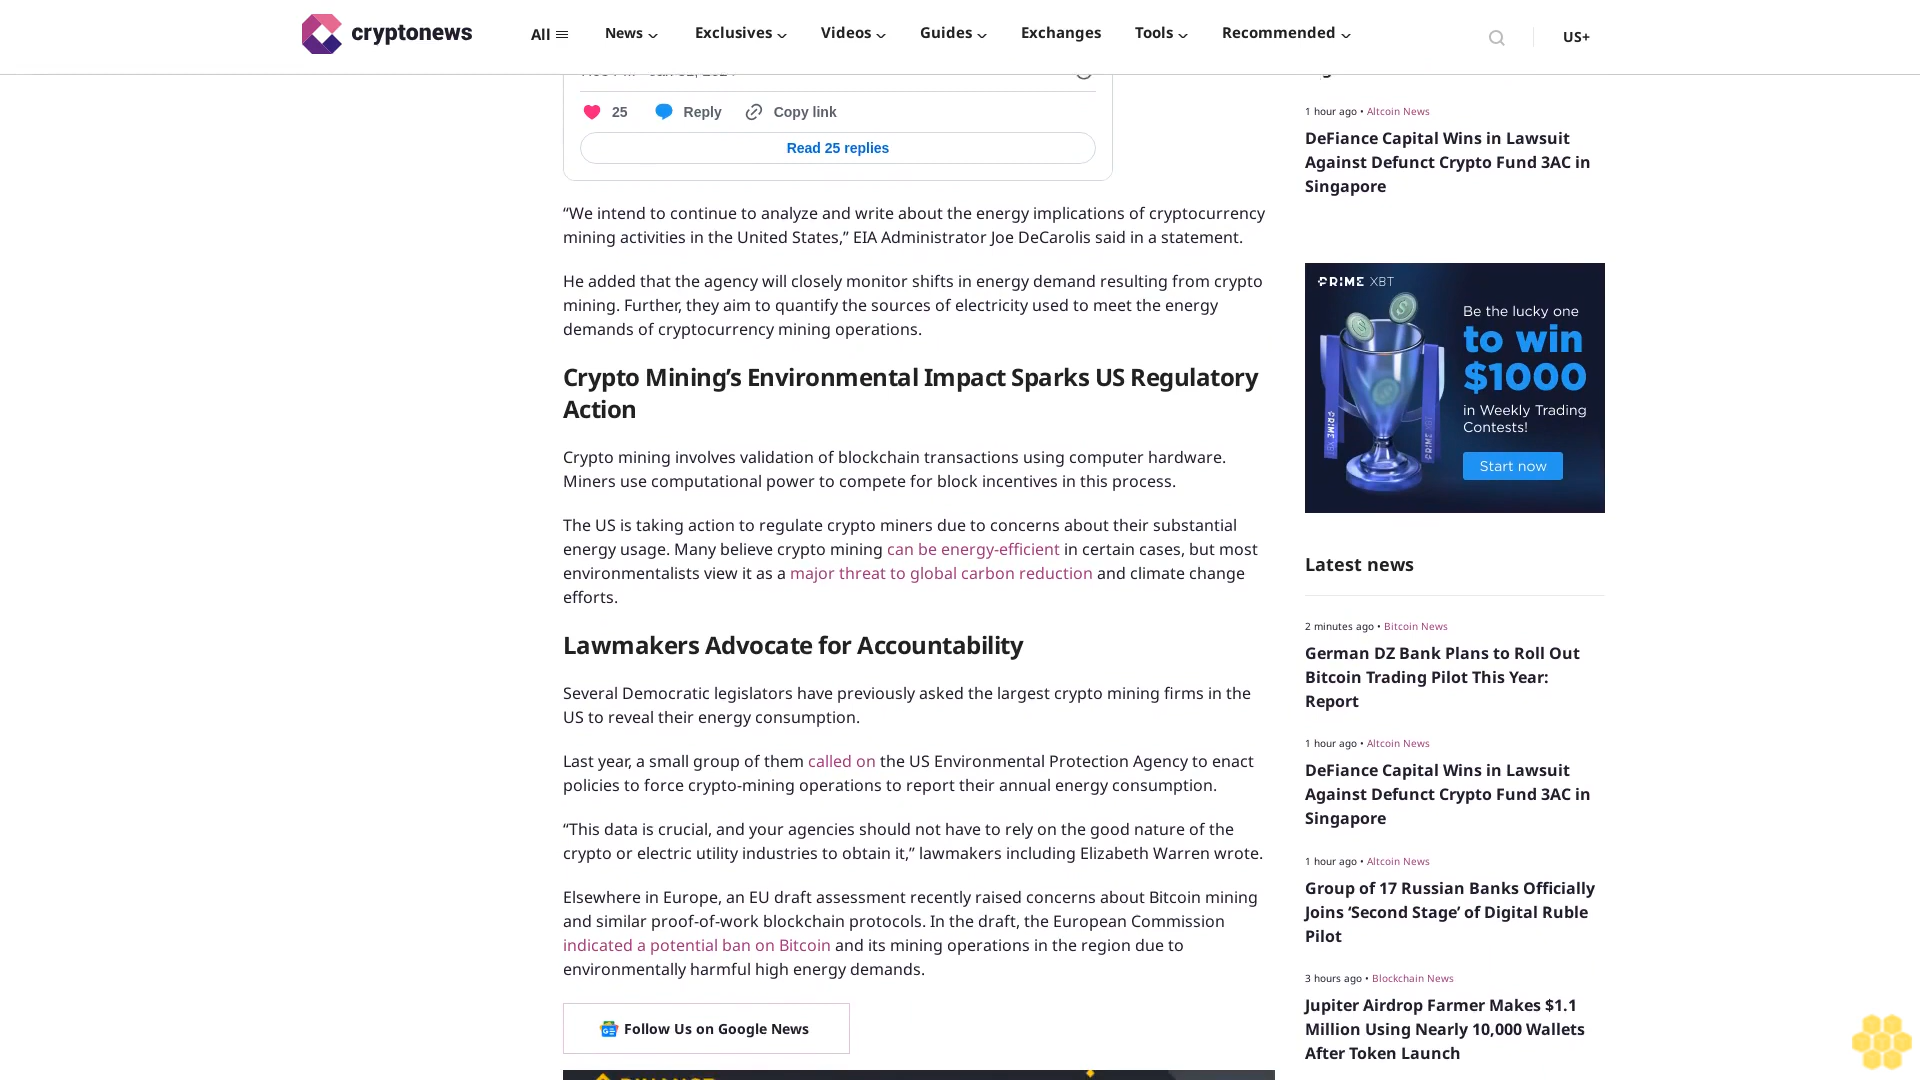 cryptonews
All
News
Exclusives
Videos
Guides
Exchanges
Tools
Recommended
US+
25
Reply
Copy link
Read 25 replies
“We intend to continue to analyze and write about the energy implications of cryptocurrency
mining activities in the United States,” EIA Administrator Joe DeCarolis said in a statement.
He added that the agency will closely monitor shifts in energy demand resulting from crypto
mining. Further, they aim to quantify the sources of electricity used to meet the energy
demands of cryptocurrency mining operations.
Crypto Mining’s Environmental Impact Sparks US Regulatory
Action
Crypto mining involves validation of blockchain transactions using computer hardware.
Miners use computational power to compete for block incentives in this process.
The US is taking action to regulate crypto miners due to concerns about their substantial
energy usage. Many believe crypto mining can be energy-efficient in certain cases, but most
environmentalists view it as a major threat to global carbon reduction and climate change
efforts.
Lawmakers Advocate for Accountability
Several Democratic legislators have previously asked the largest crypto mining firms in the
US to reveal their energy consumption.
Last year, a small group of them called on the US Environmental Protection Agency to enact
policies to force crypto-mining operations to report their annual energy consumption.
“This data is crucial, and your agencies should not have to rely on the good nature of the
crypto or electric utility industries to obtain it,” lawmakers including Elizabeth Warren wrote.
Elsewhere in Europe, an EU draft assessment recently raised concerns about Bitcoin mining
and similar proof-of-work blockchain protocols. In the draft, the European Commission
indicated a potential ban on Bitcoin and its mining operations in the region due to
environmentally harmful high energy demands.
Follow Us on Google News
1 hour ago • Altcoin News
DeFiance Capital Wins in Lawsuit
Against Defunct Crypto Fund 3AC in
Singapore
PRIME XBT
Be the lucky one
to win
$1000
in Weekly Trading
Contests!
Start now
Latest news
2 minutes ago • Bitcoin News
German DZ Bank Plans to Roll Out
Bitcoin Trading Pilot This Year:
Report
1 hour ago • Altcoin News
DeFiance Capital Wins in Lawsuit
Against Defunct Crypto Fund 3AC in
Singapore
1 hour ago • Altcoin News
Group of 17 Russian Banks Officially
Joins ‘Second Stage’ of Digital Ruble
Pilot
3 hours ago • Blockchain News
Jupiter Airdrop Farmer Makes $1.1
Million Using Nearly 10,000 Wallets
After Token Launch